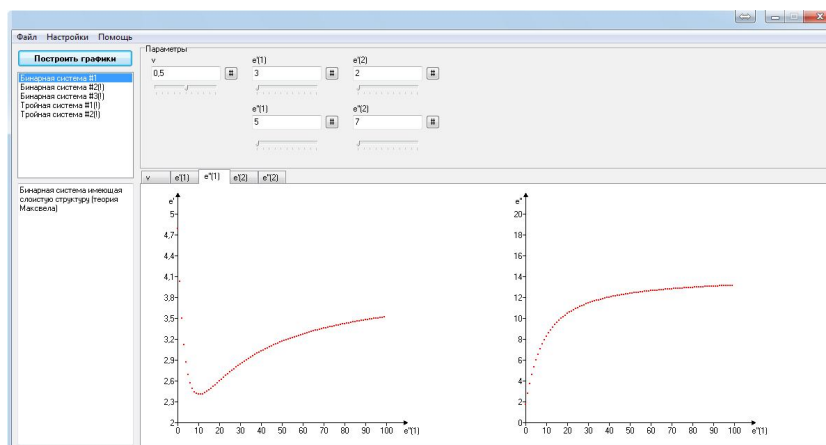 Файл Настройки Помощь
Построить графики
Бинарная система #1
Бинарная система #2(!)
Бинарная система #3(!)
Тройная система #1(!)
Тройная система #2(!)
Бинарная система имеющая
слоистую структуру (теория
Максвела)
Параметры
v e'(1) e'(2)
0,5 # 3 # 2 #
e''(1) e''(2)
5 # 7 #
v e'(1) e''(1) e'(2) e''(2)
e'
5
4,7
4,4
4,1
3,8
3,5
3,2
2,9
2,6
2,3
2
0 10 20 30 40 50 60 70 80 90 100 e''(1)
e''
20
18
16
14
12
10
8
6
4
2
0
0 10 20 30 40 50 60 70 80 90 100 e''(1)